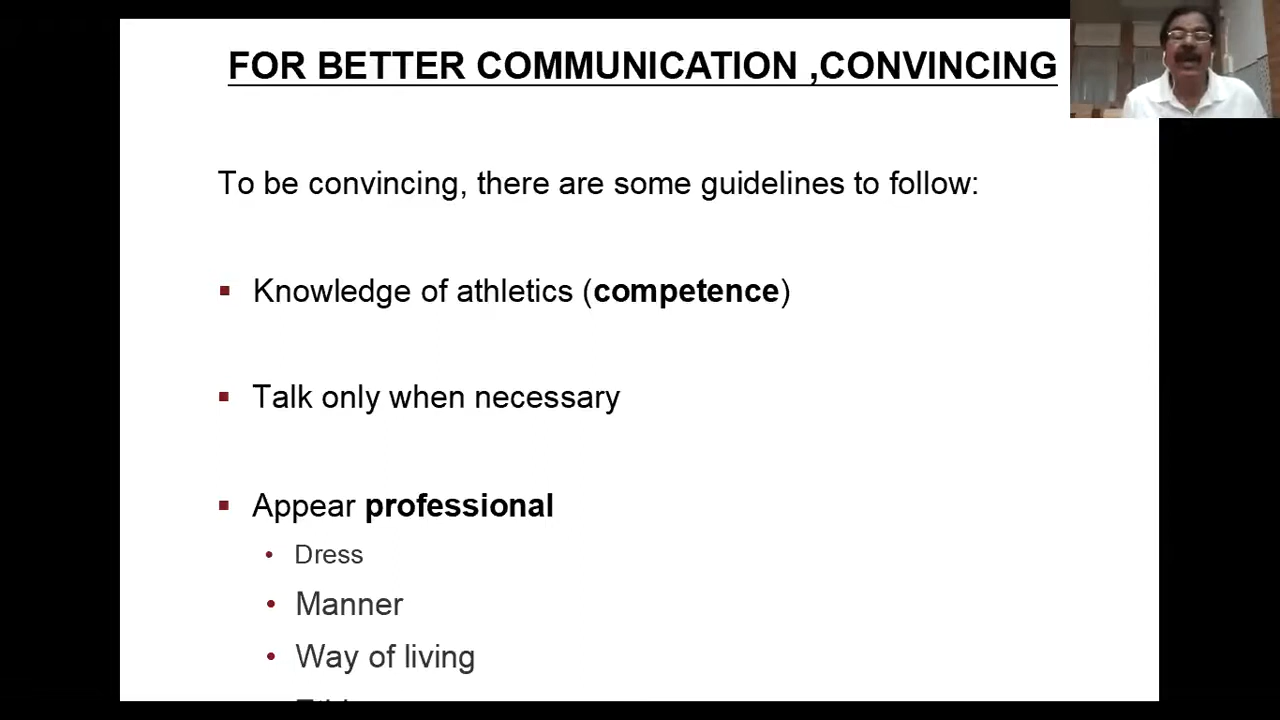 FOR BETTER COMMUNICATION ,CONVINCING
To be convincing, there are some guidelines to follow:
Knowledge of athletics (competence)
Talk only when necessary
Appear professional
Dress
Manner
Way of living